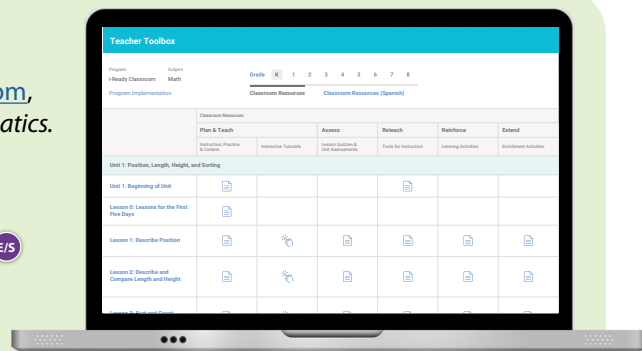 om,
atics.
E/S
Teacher Toolbox
Program Subject
i-Ready Classroom Math
Grade K 1 2 3 4 5 6 7 8
Program Implementation
Classroom Resources Classroom Resources (Spanish)
Classroom Resources
Plan & Teach Assess Reteach Reinforce Extend
Instruction, Practice & Centers
Interactive Tutorials
Lesson Quizzes & Unit Assessments
Tools for Instruction
Learning Activities
Enrichment Activities
Unit 1: Position, Length, Height, and Sorting
Unit 1: Beginning of Unit
Lesson 0: Lessons for the First
Five Days
Lesson 1: Describe Position
Lesson 2: Describe and
Compare Length and Height